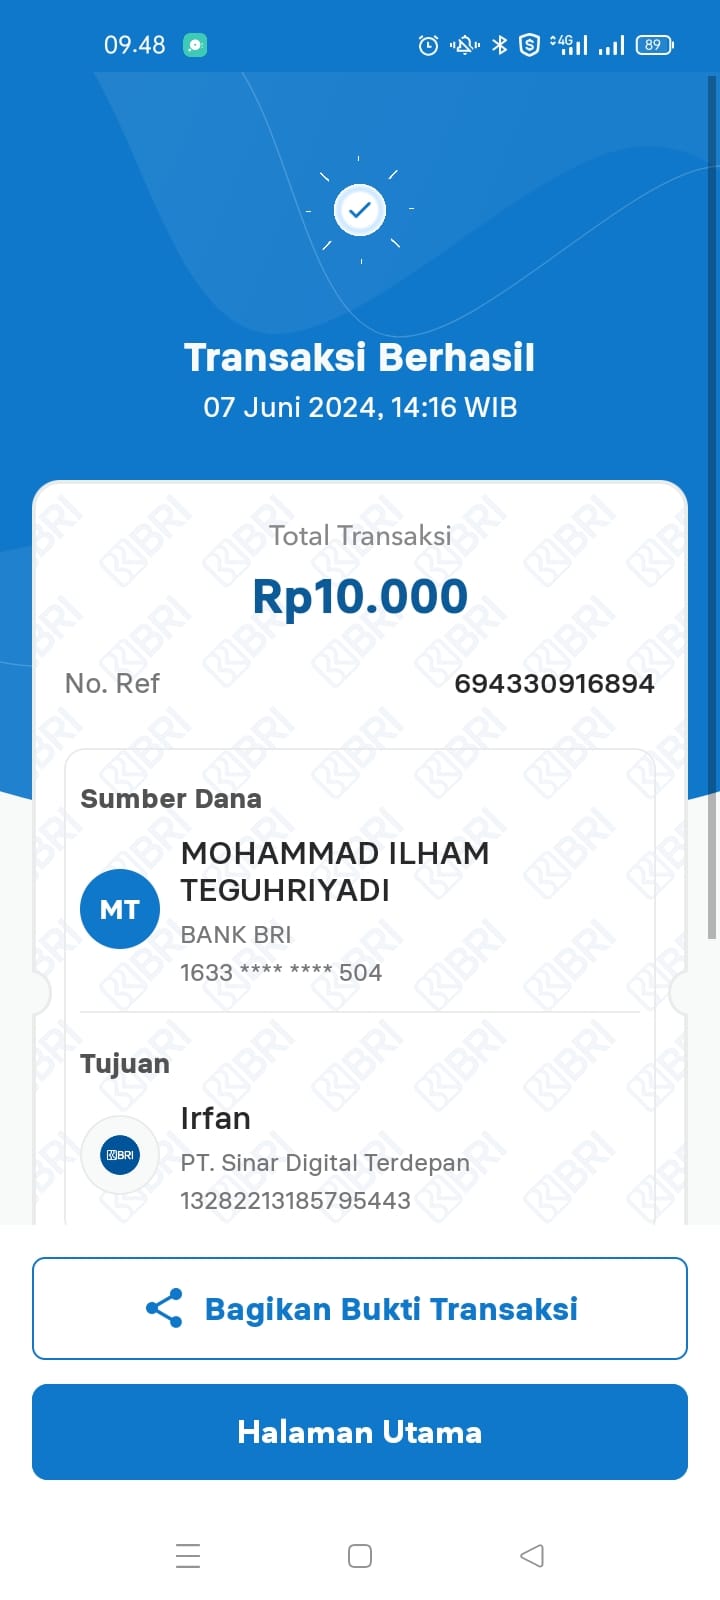 09.48
4G
89
Transaksi Berhasil
07 Juni 2024, 14:16 WIB
Total Transaksi
Rp10.000
No. Ref 694330916894
Sumber Dana
MT
MOHAMMAD ILHAM
TEGUHRIYADI
BANK BRI
1633 **** **** 504
Tujuan
BRI
Irfan
PT. Sinar Digital Terdepan
13282213185795443
Bagikan Bukti Transaksi
Halaman Utama